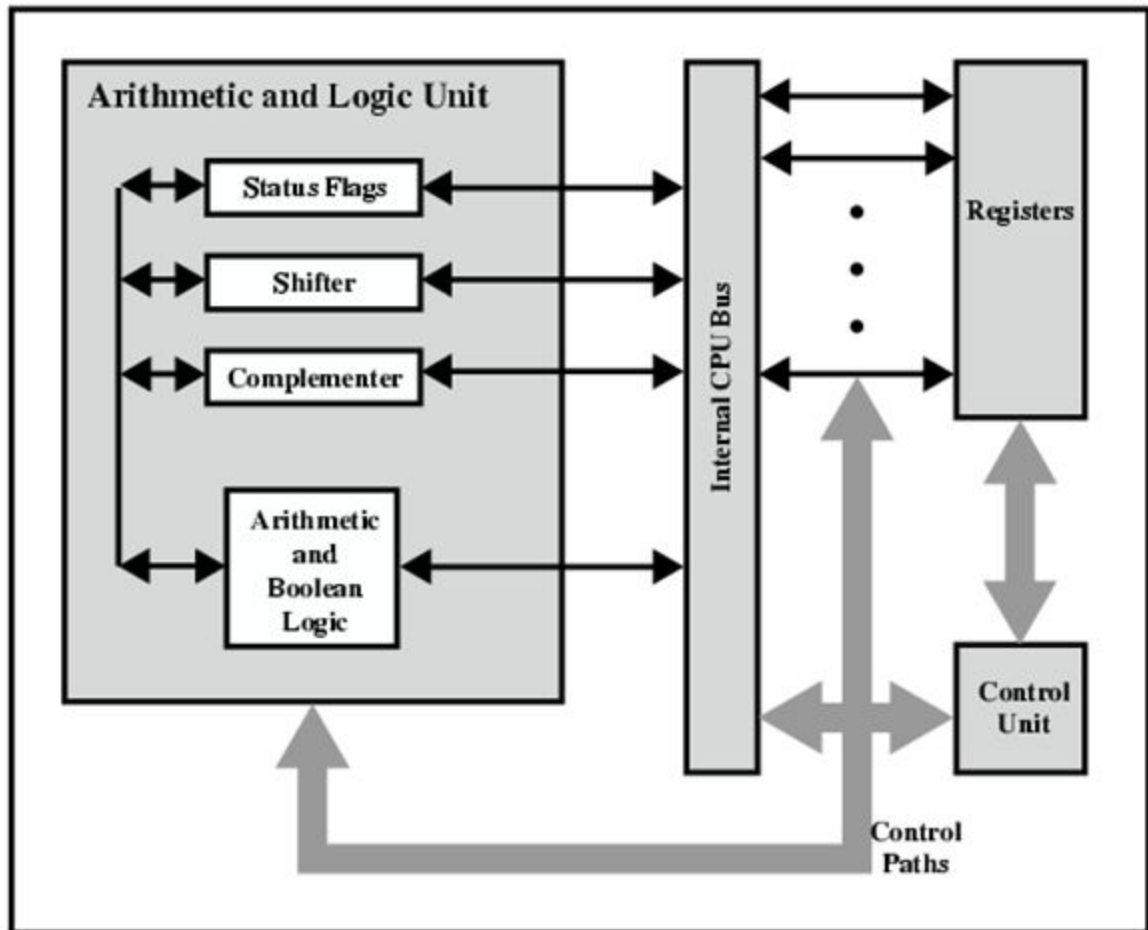 Arithmetic and Logic Unit
Status Flags
Shifter
Complementer
Arithmetic
and
Boolean
Logic
Internal CPU Bus
Registers
Control
Unit
Control
Paths